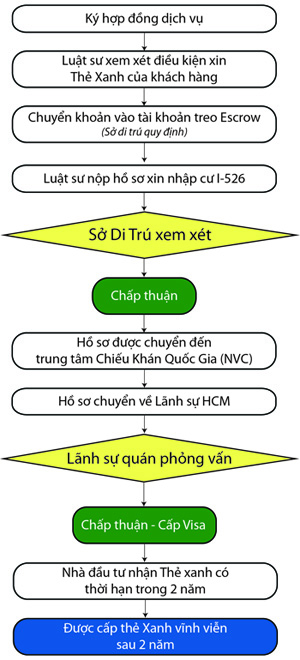 Ký hợp đồng dịch vụ
Luật sư xem xét điều kiện xin
Thẻ Xanh của khách hàng
Chuyển khoản vào tài khoản treo Escrow
(Sở di trú quy định)
Luật sư nộp hồ sơ xin nhập cư I-526
Sở Di Trú xem xét
Chấp thuận
Hồ sơ được chuyển đến
trung tâm Chiếu Khán Quốc Gia (NVC)
Hồ sơ chuyển về Lãnh sự HCM
Lãnh sự quán phỏng vấn
Chấp thuận - Cấp Visa
Nhà đầu tư nhận Thẻ xanh có
thời hạn trong 2 năm
Được cấp thẻ Xanh vĩnh viễn
sau 2 năm